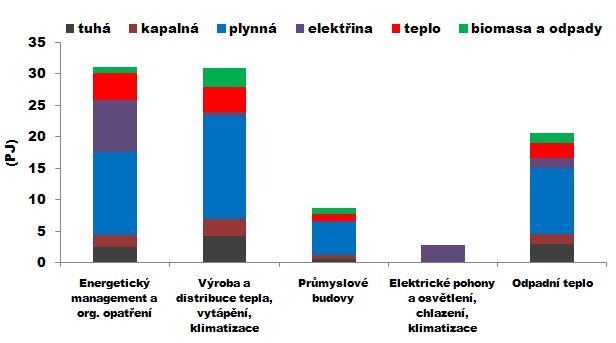 tuhá kapalná plynná elektřina teplo biomasa a odpady
35
30
25
20
15
10
5
0
(PJ)
Energetický
management a
org. opatření
Výroba a
distribuce tepla,
vytápění,
klimatizace
Průmyslové
budovy
Elektrické pohony
a osvětlení,
chlazení,
klimatizace
Odpadní teplo